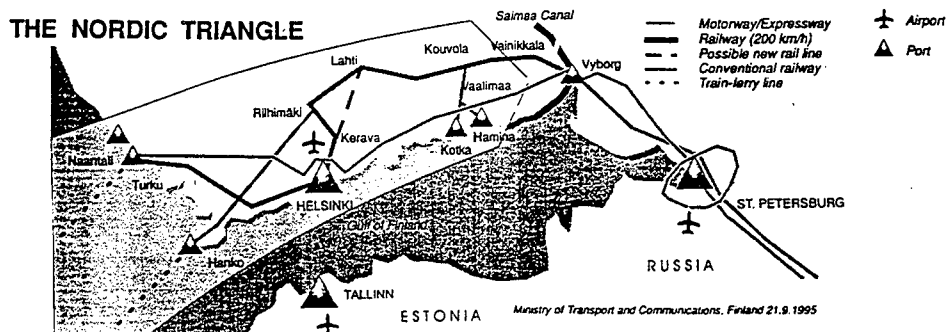 THE NORDIC TRIANGLE
Saimaa Canal
Motorway/Expressway
Railway (200 km/h)
Possible new rail line
Conventional railway
Train-ferry line
Airport
Port
Kouvola
Vainikkala
Lahti
Vyborg
Vaalimaa
Riihimäki
Kerava
Hamina
Kotka
Naantali
Turku
HELSINKI
Gulf of Finland
Hanko
ST. PETERSBURG
RUSSIA
TALLINN
ESTONIA
Ministry of Transport and Communications, Finland 21.9.1995